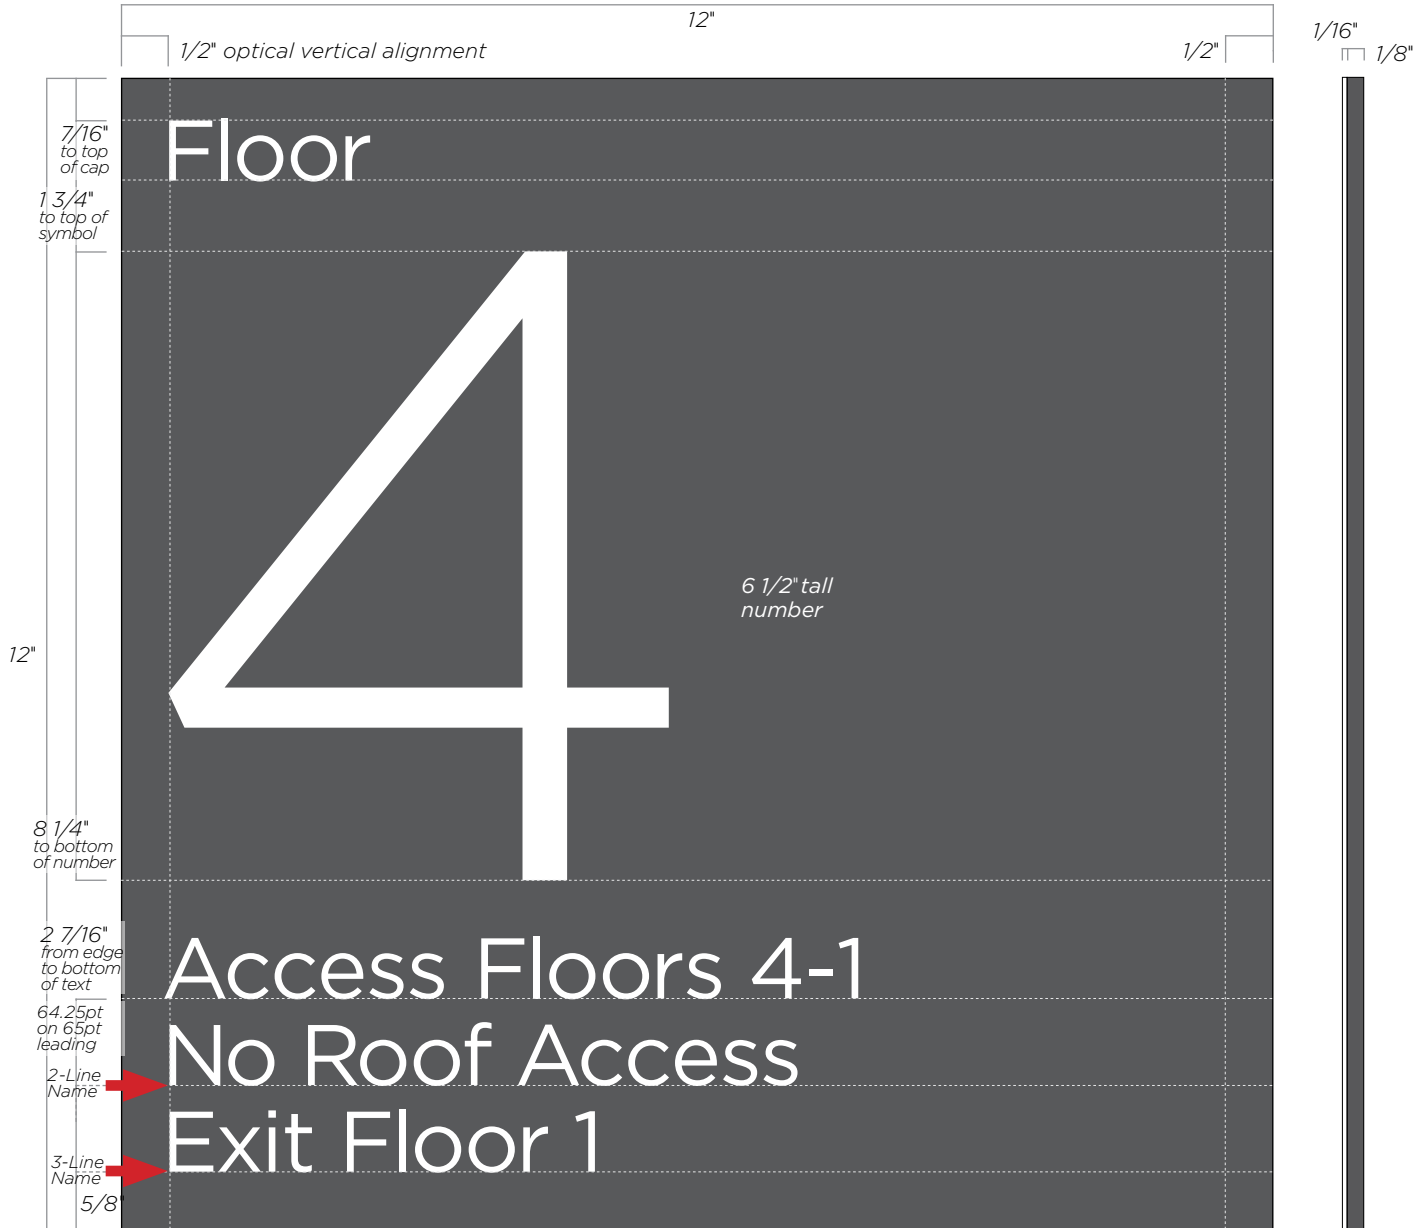 12"
1/2" optical vertical alignment
1/2"
1/16"
1/8"
7/16"
to top
of cap
Floor
1 3/4"
to top of
symbol
4
6 1/2" tall
number
12"
8 1/4"
to bottom
of number
2 7/16"
from edge
to bottom
of text
Access Floors 4-1
64.25pt
on 65pt
leading
No Roof Access
2-Line
Name
Exit Floor 1
3-Line
Name
5/8"